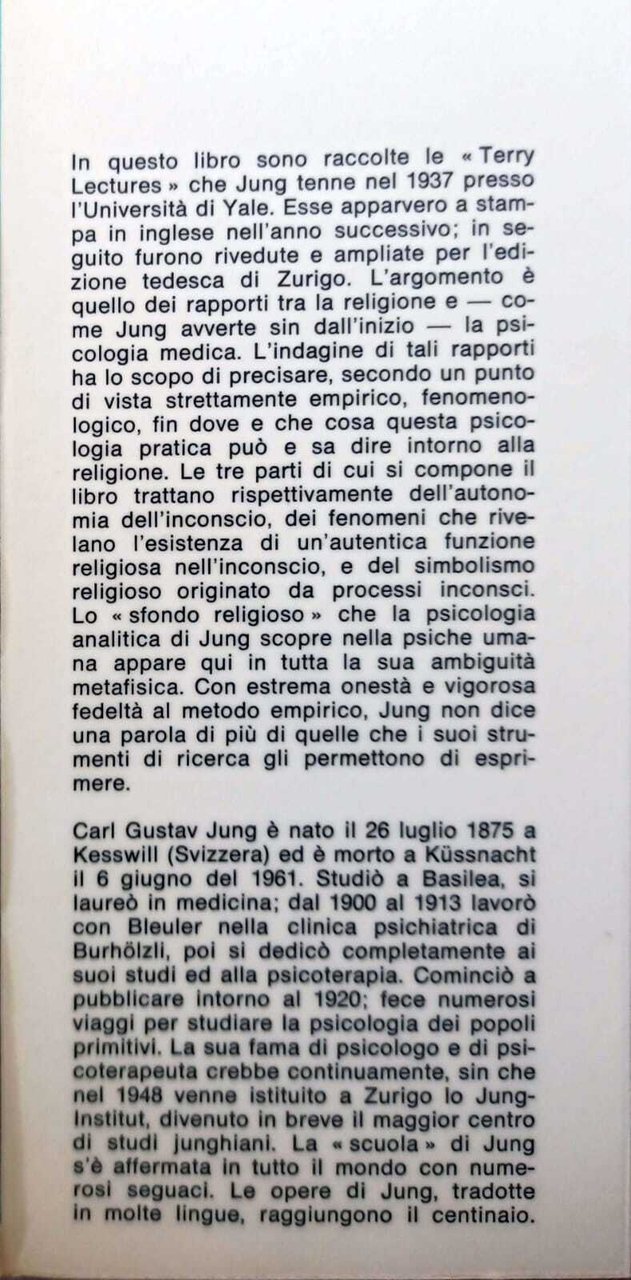 In questo libro sono raccolte le « Terry
Lectures » che Jung tenne nel 1937 presso
l'Università di Yale. Esse apparvero a stam-
pa in inglese nell'anno successivo; in se-
guito furono rivedute e ampliate per l'edi-
zione tedesca di Zurigo. L'argomento è
quello dei rapporti tra la religione e — co-
me Jung avverte sin dall'inizio — la psi-
cologia medica. L'indagine di tali rapporti
ha lo scopo di precisare, secondo un punto
di vista strettamente empirico, fenomeno-
logico, fin dove e che cosa questa psico-
logia pratica può e sa dire intorno alla
religione. Le tre parti di cui si compone il
libro trattano rispettivamente dell'autono-
mia dell'inconscio, dei fenomeni che rive-
lano l'esistenza di un'autentica funzione
religiosa nell'inconscio, e del simbolismo
religioso originato da processi inconsci.
Lo « sfondo religioso » che la psicologia
analitica di Jung scopre nella psiche uma-
na appare qui in tutta la sua ambiguità
metafisica. Con estrema onestà e vigorosa
fedeltà al metodo empirico, Jung non dice
una parola di più di quelle che i suoi stru-
menti di ricerca gli permettono di espri-
mere.
Carl Gustav Jung è nato il 26 luglio 1875 a
Kesswill (Svizzera) ed è morto a Küssnacht
il 6 giugno del 1961. Studiò a Basilea, si
laureò in medicina; dal 1900 al 1913 lavorò
con Bleuler nella clinica psichiatrica di
Burhölzli, poi si dedicò completamente ai
suoi studi ed alla psicoterapia. Cominciò a
pubblicare intorno al 1920; fece numerosi
viaggi per studiare la psicologia dei popoli
primitivi. La sua fama di psicologo e di psi-
coterapeuta crebbe continuamente, sin che
nel 1948 venne istituito a Zurigo lo Jung-
Institut, divenuto in breve il maggior centro
di studi junghiani. La « scuola » di Jung
s'è affermata in tutto il mondo con nume-
rosi seguaci. Le opere di Jung, tradotte
in molte lingue, raggiungono il centinaio.